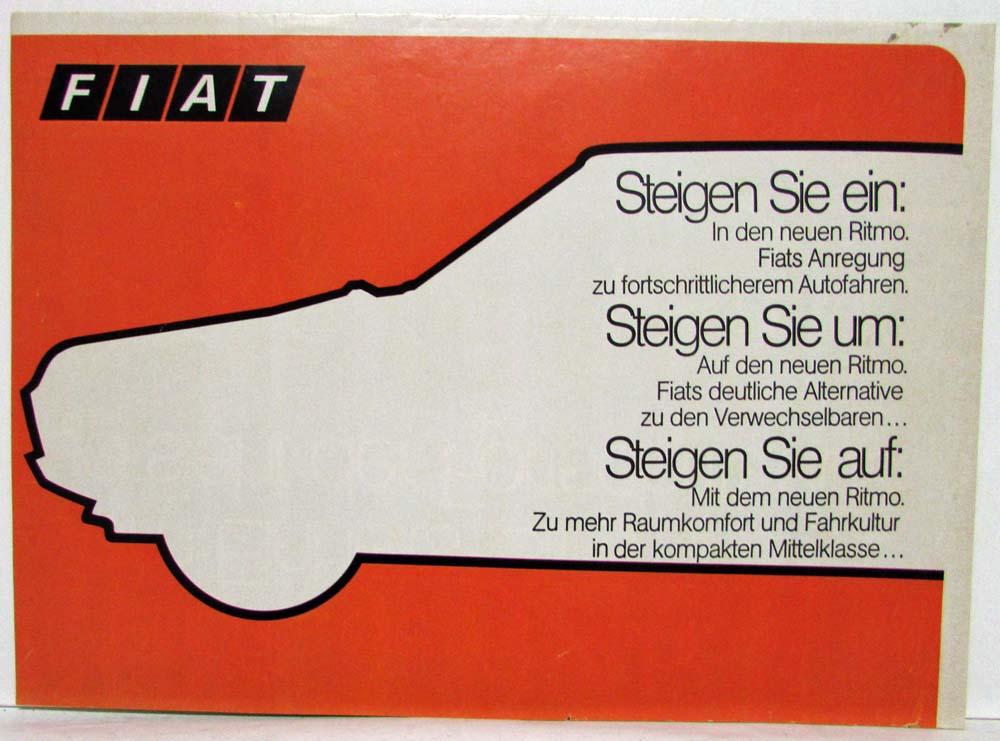 FIAT
Steigen Sie ein:
In den neuen Ritmo.
Fiats Anregung
zu fortschrittlicherem Autofahren.
Steigen Sie um:
Auf den neuen Ritmo.
Fiats deutliche Alternative
zu den Verwechselbaren...
Steigen Sie auf:
Mit dem neuen Ritmo.
Zu mehr Raumkomfort und Fahrkultur
in der kompakten Mittelklasse...